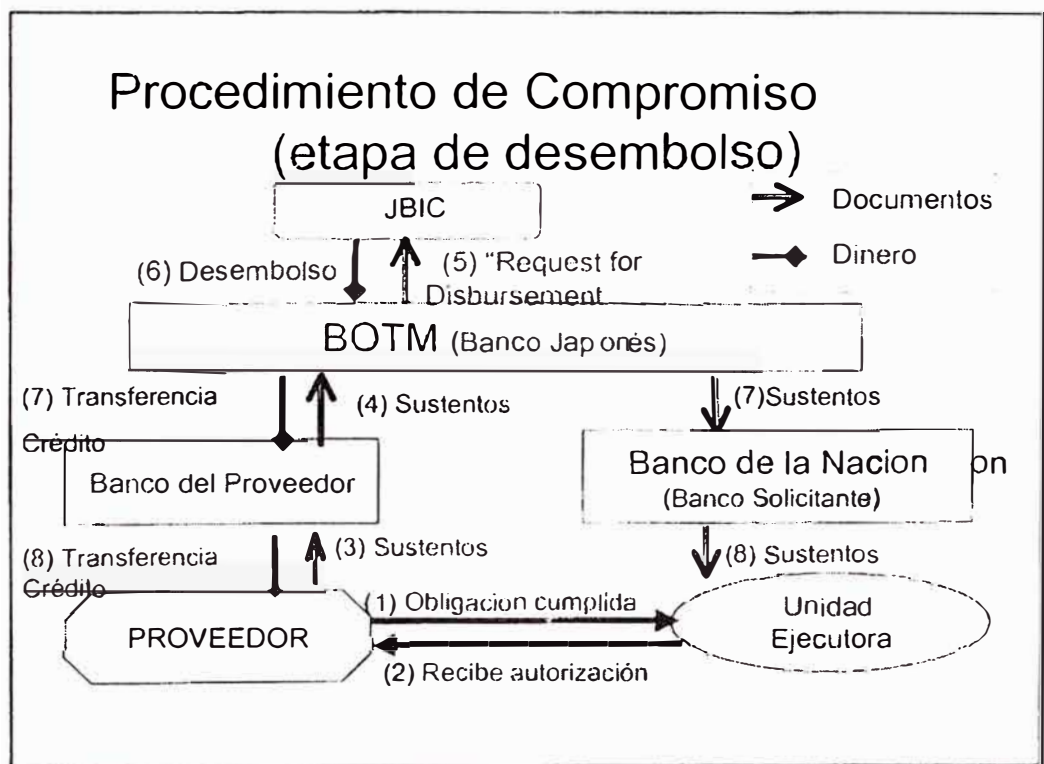 Procedimiento de Compromiso
(etapa de desembolso)
JBIC
Documentos
Dinero
(6) Desembolso
(5) "Request for
Disbursement
BOTM (Banco Japonés)
(7) Transferencia
Crédito
(4) Sustentos
(7)Sustentos
Banco del Proveedor
Banco de la Nacion
on
(Banco Solicitante)
(8) Transferencia
Crédito
(3) Sustentos
(8) Sustentos
PROVEEDOR
(1) Obligacion cumplida
(2) Recibe autorización
Unidad
Ejecutora